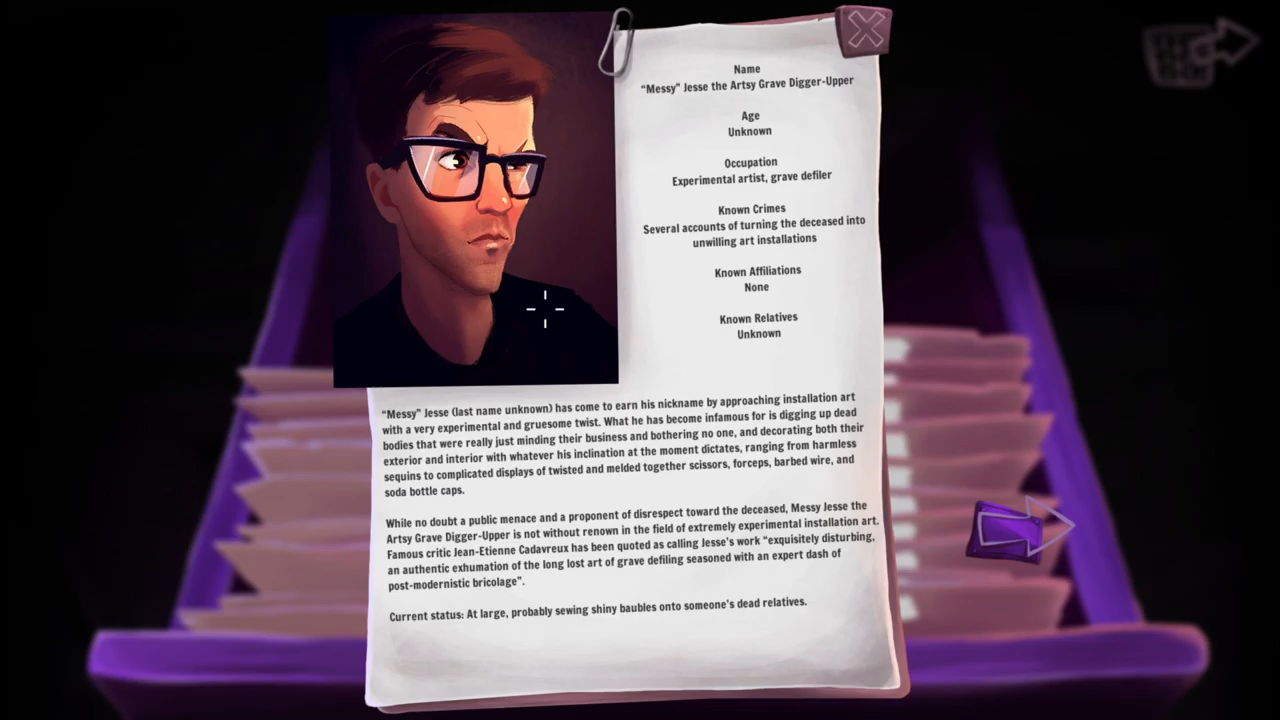 Name
“Messy” Jesse the Artsy Grave Digger-Upper
Age
Unknown
Occupation
Experimental artist, grave defiler
Known Crimes
Several accounts of turning the deceased into
unwilling art installations
Known Affiliations
None
Known Relatives
Unknown
“Messy” Jesse (last name unknown) has come to earn his nickname by approaching installation art
with a very experimental and gruesome twist. What he has become infamous for is digging up dead
bodies that were really just minding their business and bothering no one, and decorating both their
exterior and interior with whatever his inclination at the moment dictates, ranging from harmless
sequins to complicated displays of twisted and melded together scissors, forceps, barbed wire, and
soda bottle caps.
While no doubt a public menace and a proponent of disrespect toward the deceased, Messy Jesse the
Artsy Grave Digger-Upper is not without renown in the field of extremely experimental installation art.
Famous critic Jean-Etienne Cadavreux has been quoted as calling Jesse’s work “exquisitely disturbing,
an authentic exhumation of the long lost art of grave defiling seasoned with an expert dash of
post-modernistic bricolage”.
Current status: At large, probably sewing shiny baubles onto someone’s dead relatives.